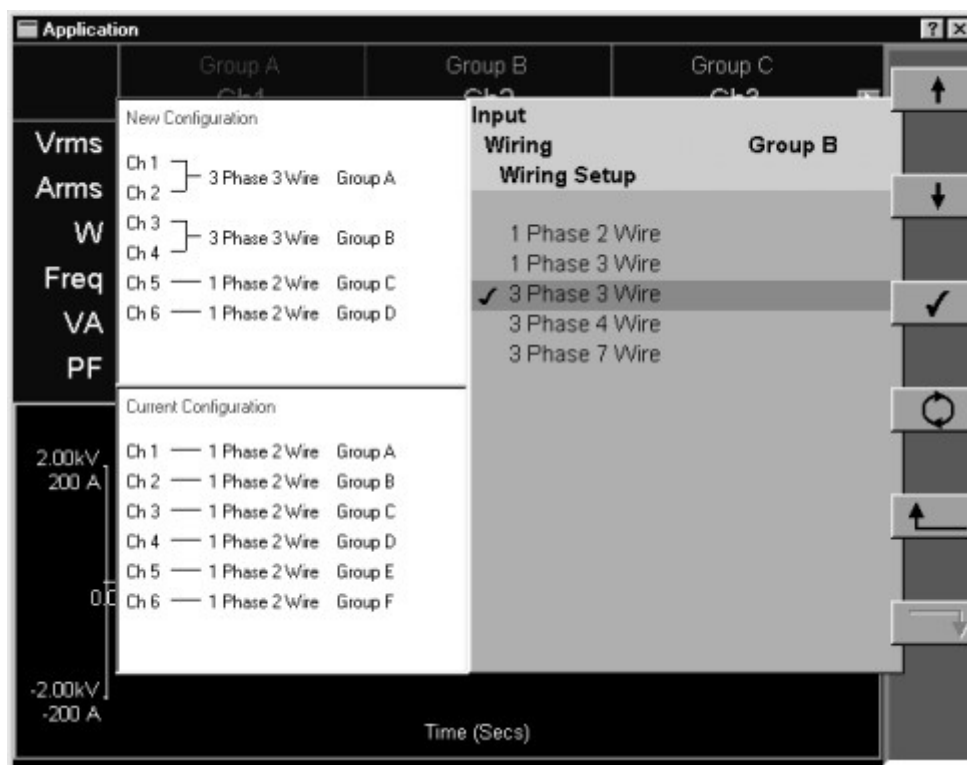 Application
Group A Group B Group C
Ch1 Ch2 Ch3
Vrms
Arms
W
Freq
VA
PF
New Configuration
Ch 1
Ch 2
3 Phase 3 Wire Group A
Ch 3
Ch 4
3 Phase 3 Wire Group B
Ch 5 1 Phase 2 Wire Group C
Ch 6 1 Phase 2 Wire Group D
Input
Wiring Group B
Wiring Setup
1 Phase 2 Wire
1 Phase 3 Wire
3 Phase 3 Wire
3 Phase 4 Wire
3 Phase 7 Wire
Current Configuration
Ch 1 1 Phase 2 Wire Group A
Ch 2 1 Phase 2 Wire Group B
Ch 3 1 Phase 2 Wire Group C
Ch 4 1 Phase 2 Wire Group D
Ch 5 1 Phase 2 Wire Group E
Ch 6 1 Phase 2 Wire Group F
2.00kV
200 A
-2.00kV
-200 A
Time (Secs)